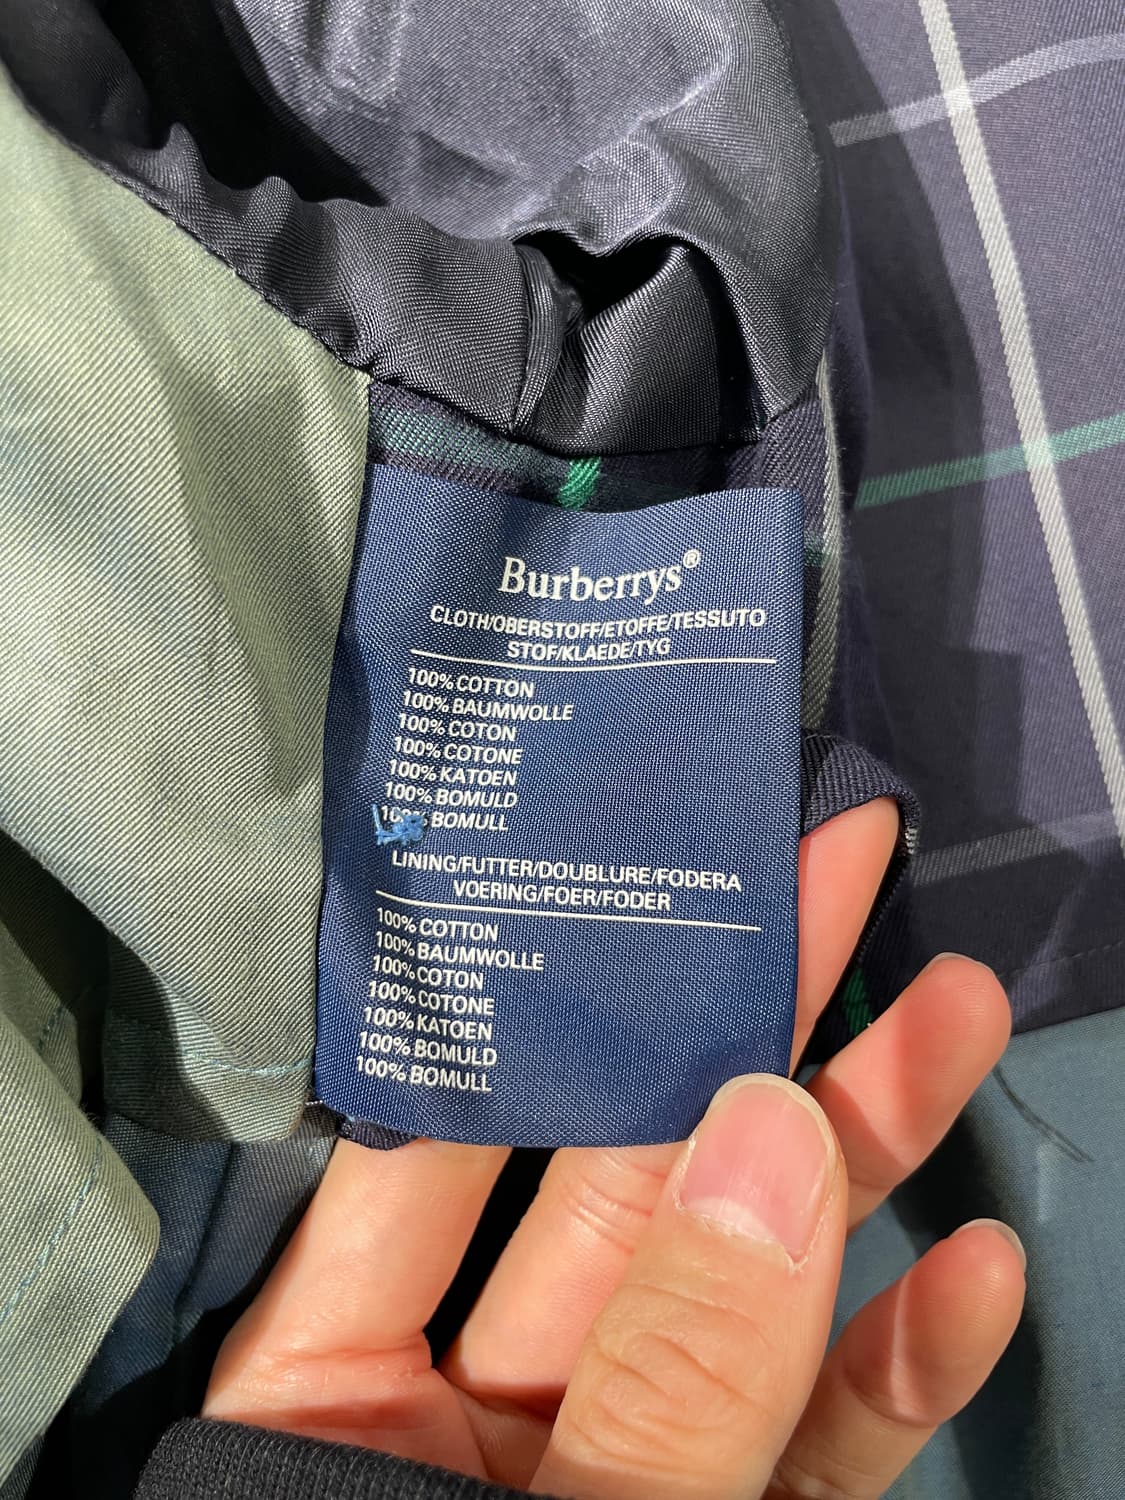 Burberrys®
CLOTH/OBERSTOFF/ETOFFE/TESSUTO
STOF/KLAEDE/TYG
100% COTTON
100% BAUMWOLLE
100% COTON
100% COTONE
100% KATOEN
100% BOMULD
100% BOMULL
LINING/FUTTER/DOUBLURE/FODERA
VOERING/FOER/FODER
100% COTTON
100% BAUMWOLLE
100% COTON
100% COTONE
100% KATOEN
100% BOMULD
100% BOMULL